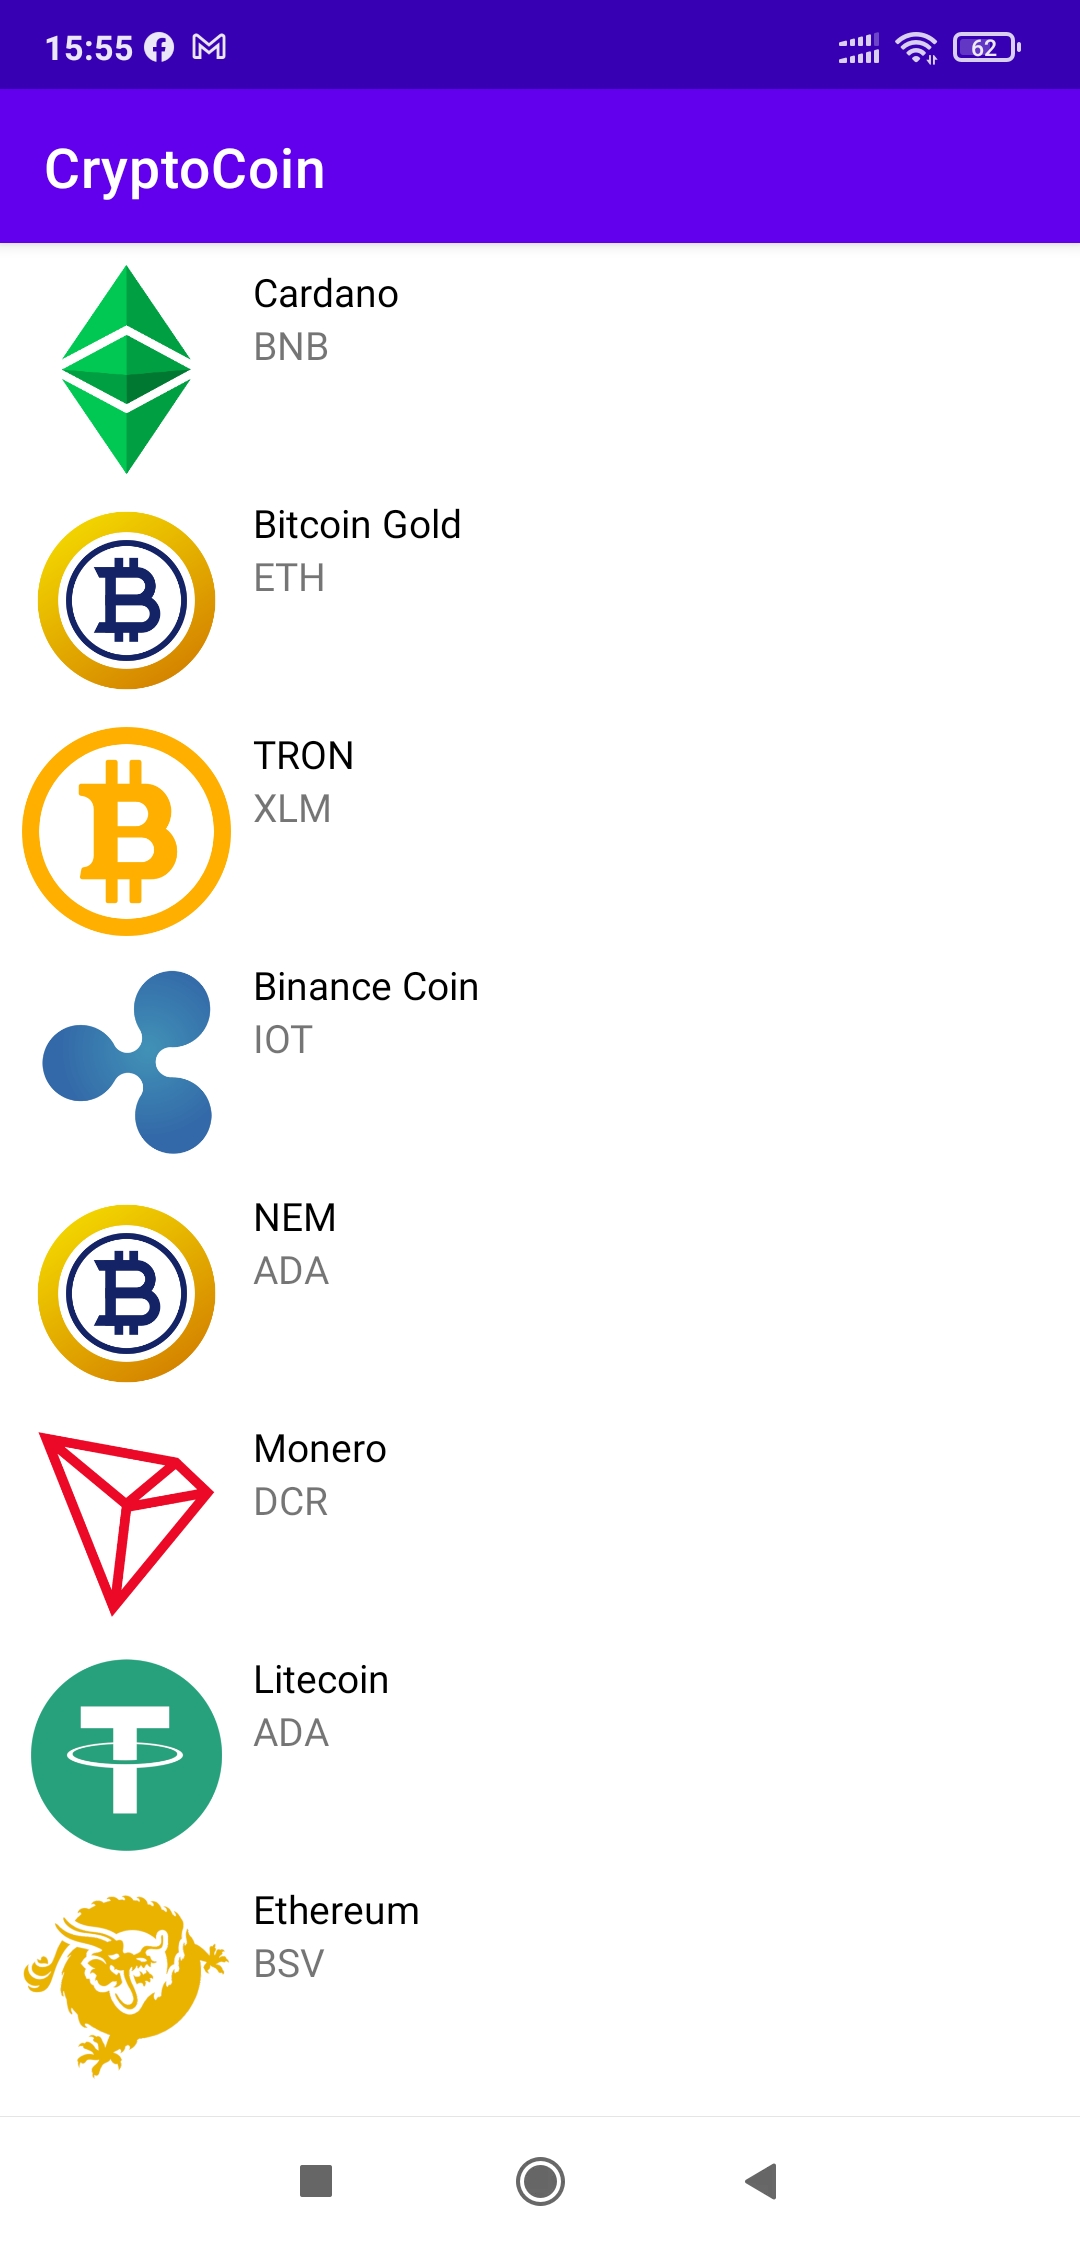 15:55 62
CryptoCoin
Cardano
BNB
Bitcoin Gold
ETH
TRON
XLM
Binance Coin
IOT
NEM
ADA
Monero
DCR
Litecoin
ADA
Ethereum
BSV